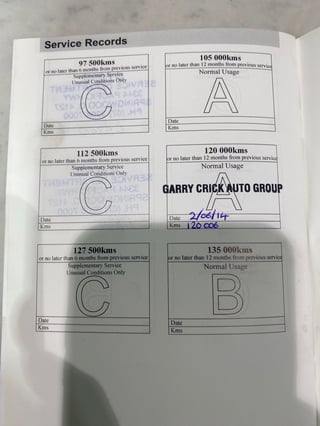 Service Records
97 500kms
or no later than 6 months from previous service
Supplementary Service
Unusual Conditions Only
C
Date
Kms
105 000kms
or no later than 12 months from previous service
Normal Usage
A
Date
Kms
112 500kms
or no later than 6 months from previous service
Supplementary Service
Unusual Conditions Only
C
Date
Kms
120 000kms
or no later than 12 months from previous service
Normal Usage
A
GARRY CRICK AUTO GROUP
Date 2/06/14
Kms 120 006
127 500kms
or no later than 6 months from previous service
Supplementary Service
Unusual Conditions Only
C
Date
Kms
135 000kms
or no later than 12 months from previous service
Normal Usage
B
Date
Kms